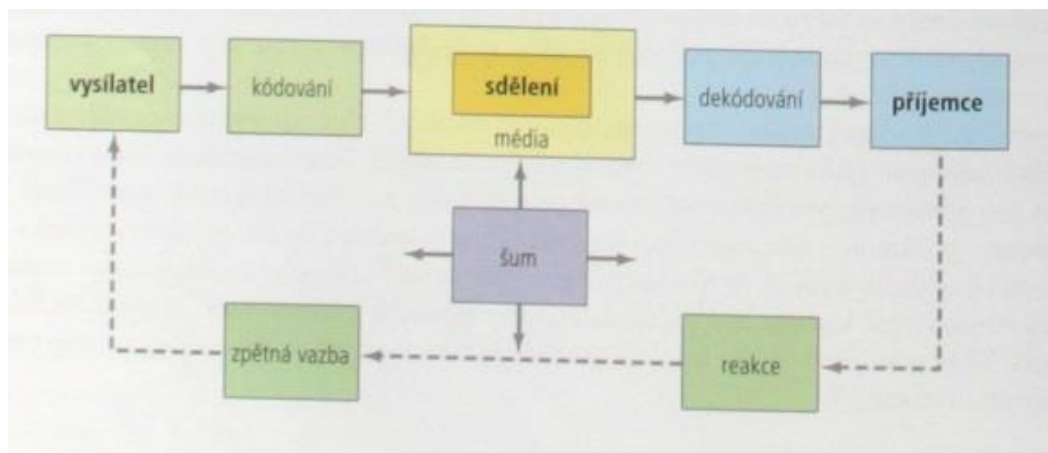 vysílatel
kódování
sdělení
média
dekódování
příjemce
šum
zpětná vazba
reakce